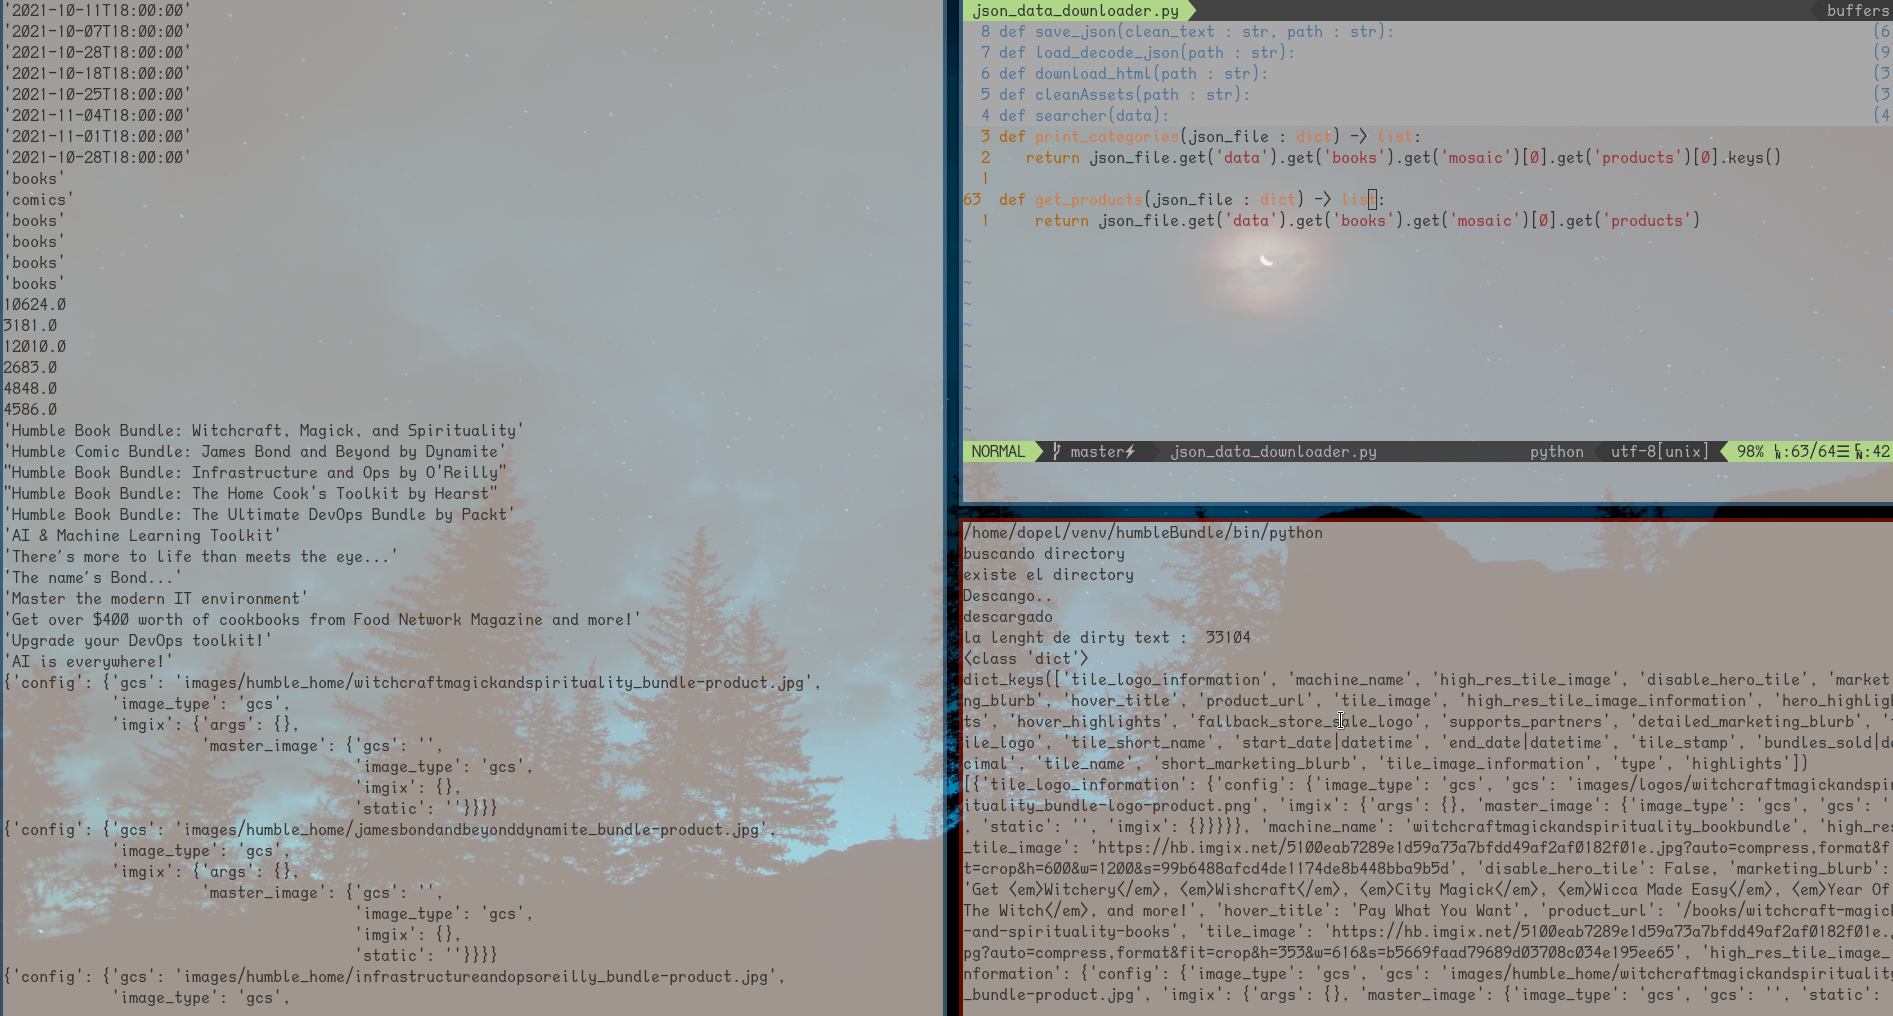 '2021-10-11T18:00:00'
'2021-10-07T18:00:00'
'2021-10-28T18:00:00'
'2021-10-18T18:00:00'
'2021-10-25T18:00:00'
'2021-11-04T18:00:00'
'2021-11-01T18:00:00'
'2021-10-28T18:00:00'
'books'
'comics'
'books'
'books'
'books'
'books'
10624.0
3181.0
12010.0
2683.0
4848.0
4586.0
'Humble Book Bundle: Witchcraft, Magick, and Spirituality'
'Humble Comic Bundle: James Bond and Beyond by Dynamite'
"Humble Book Bundle: Infrastructure and Ops by O'Reilly"
"Humble Book Bundle: The Home Cook's Toolkit by Hearst"
'Humble Book Bundle: The Ultimate DevOps Bundle by Packt'
'AI & Machine Learning Toolkit'
'There’s more to life than meets the eye...'
'The name’s Bond...'
'Master the modern IT environment'
'Get over $400 worth of cookbooks from Food Network Magazine and more!'
'Upgrade your DevOps toolkit!'
'AI is everywhere!'
{'config': {'gcs': 'images/humble_home/witchcraftmagickandspirituality_bundle-product.jpg',
'image_type': 'gcs',
'imgix': {'args': {},
'master_image': {'gcs': '',
'image_type': 'gcs',
'imgix': {},
'static': ''}}}}
{'config': {'gcs': 'images/humble_home/jamesbondandbeyonddynamite_bundle-product.jpg',
'image_type': 'gcs',
'imgix': {'args': {},
'master_image': {'gcs': '',
'image_type': 'gcs',
'imgix': {},
'static': ''}}}}
{'config': {'gcs': 'images/humble_home/infrastructureandopsoreilly_bundle-product.jpg',
'image_type': 'gcs',
json_data_downloader.py buffers
8 def save_json(clean_text : str, path : str): (6
7 def load_decode_json(path : str): (9
6 def download_html(path : str): (3
5 def cleanAssets(path : str): (3
4 def searcher(data): (4
3 def print_categories(json_file : dict) -> list:
2 return json_file.get('data').get('books').get('mosaic')[0].get('products')[0].keys()
1
63 def get_products(json_file : dict) -> list:
1 return json_file.get('data').get('books').get('mosaic')[0].get('products')
~
~
~
~
~
~
~
~
~
~
NORMAL master⚡ json_data_downloader.py python utf-8[unix] 98% ㏑:63/64☰ ℅:42
/home/dopel/venv/humbleBundle/bin/python
buscando directory
existe el directory
Descango..
descargado
la lenght de dirty text :  33104
<class 'dict'>
dict_keys(['tile_logo_information', 'machine_name', 'high_res_tile_image', 'disable_hero_tile', 'market
ng_blurb', 'hover_title', 'product_url', 'tile_image', 'high_res_tile_image_information', 'hero_highligh
ts', 'hover_highlights', 'fallback_store_sale_logo', 'supports_partners', 'detailed_marketing_blurb', '
ile_logo', 'tile_short_name', 'start_date|datetime', 'end_date|datetime', 'tile_stamp', 'bundles_sold|de
cimal', 'tile_name', 'short_marketing_blurb', 'tile_image_information', 'type', 'highlights'])
[{'tile_logo_information': {'config': {'image_type': 'gcs', 'gcs': 'images/logos/witchcraftmagickandspir
ituality_bundle-logo-product.png', 'imgix': {'args': {}, 'master_image': {'image_type': 'gcs', 'gcs': '
, 'static': '', 'imgix': {}}}}}}, 'machine_name': 'witchcraftmagickandspirituality_bookbundle', 'high_res
_tile_image': 'https://hb.imgix.net/5100eab7289e1d59a73a7bfdd49af2af0182f01e.jpg?auto=compress,format&f
t=crop&h=600&w=1200&s=99b6488afcd4de1174de8b448bba9b5d', 'disable_hero_tile': False, 'marketing_blurb':
'Get <em>Witchery</em>, <em>Wishcraft</em>, <em>City Magick</em>, <em>Wicca Made Easy</em>, <em>Year Of
The Witch</em>, and more!', 'hover_title': 'Pay What You Want', 'product_url': '/books/witchcraft-magick
-and-spirituality-books', 'tile_image': 'https://hb.imgix.net/5100eab7289e1d59a73a7bfdd49af2af0182f01e.
pg?auto=compress,format&fit=crop&h=353&w=616&s=b5669faad79689d03708c034e195ee65', 'high_res_tile_image_
nformation': {'config': {'image_type': 'gcs', 'gcs': 'images/humble_home/witchcraftmagickandspirituality
_bundle-product.jpg', 'imgix': {'args': {}, 'master_image': {'image_type': 'gcs', 'gcs': '', 'static':